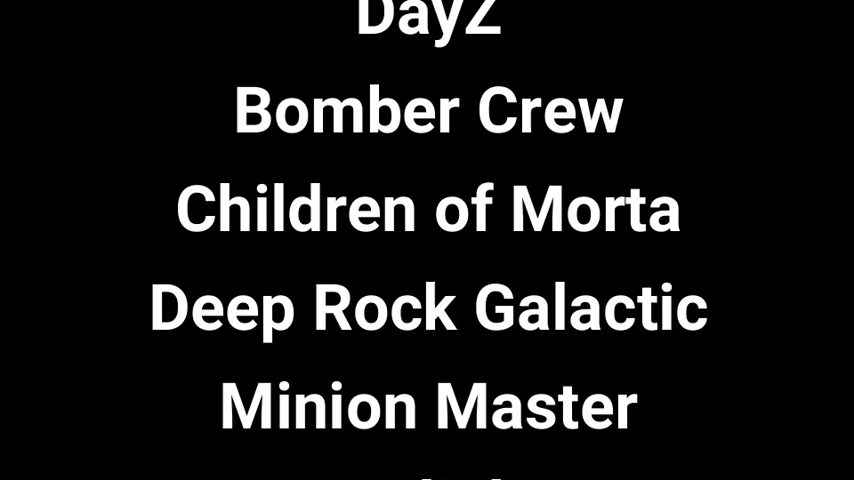 DayZ
Bomber Crew
Children of Morta
Deep Rock Galactic
Minion Master